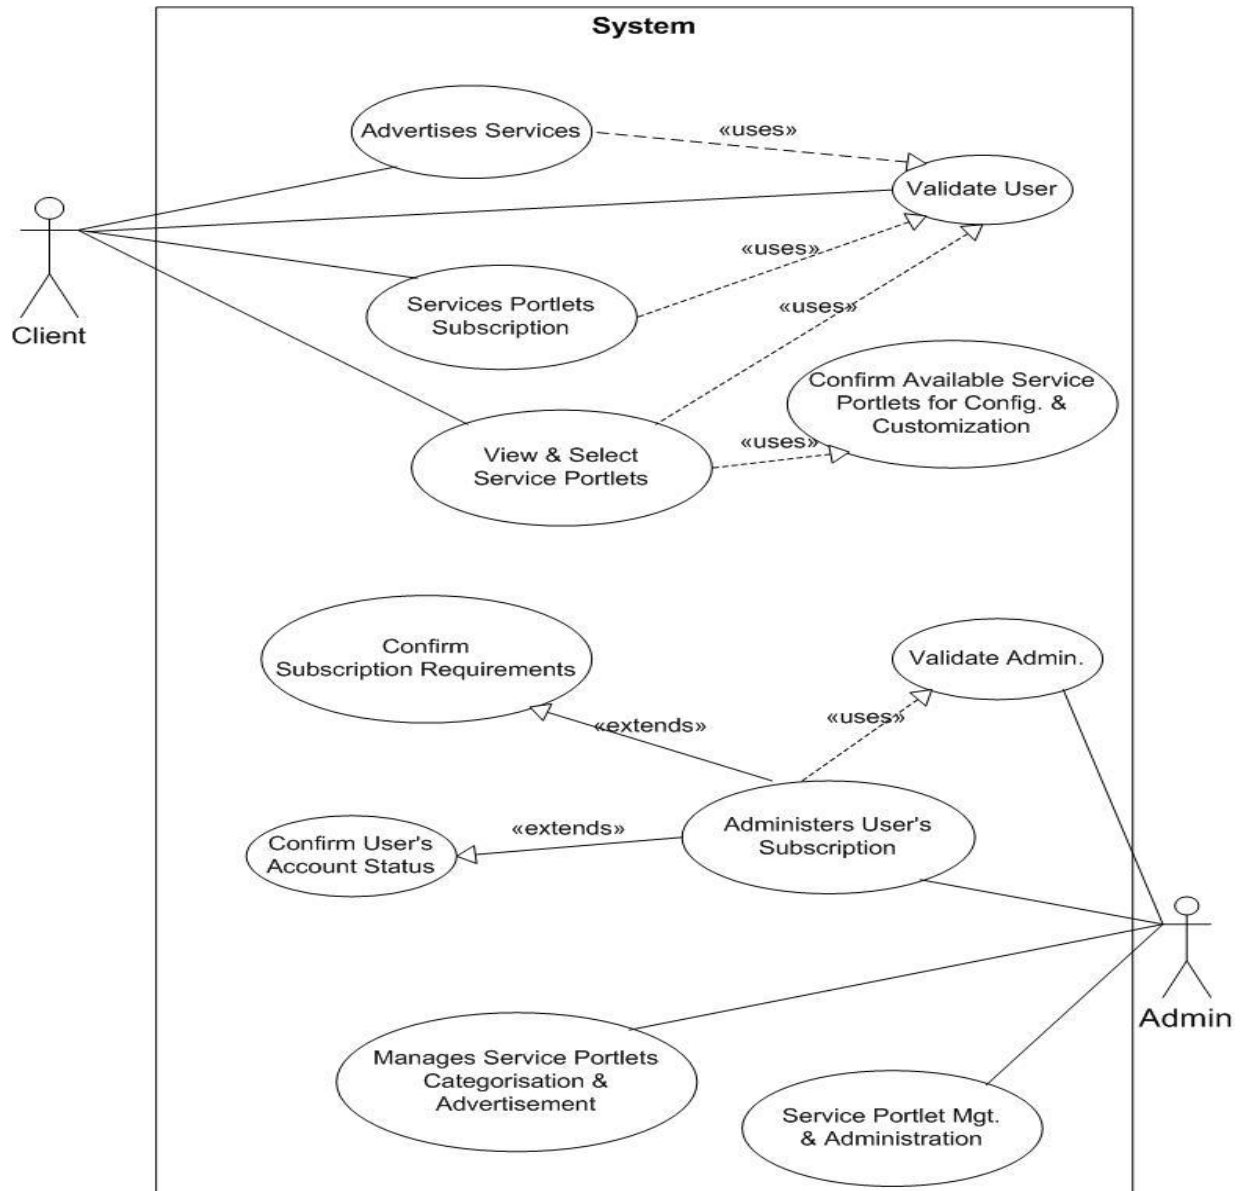 System
Advertises Services
«uses»
Validate User
«uses»
Services Portlets
Subscription
«uses»
Client
Confirm Available Service
Portlets for Config. &
Customization
«uses»
View & Select
Service Portlets
Confirm
Subscription Requirements
Validate Admin.
«extends»
«uses»
Administers User's
Subscription
«extends»
Confirm User's
Account Status
Admin
Manages Service Portlets
Categorisation &
Advertisement
Service Portlet Mgt.
& Administration